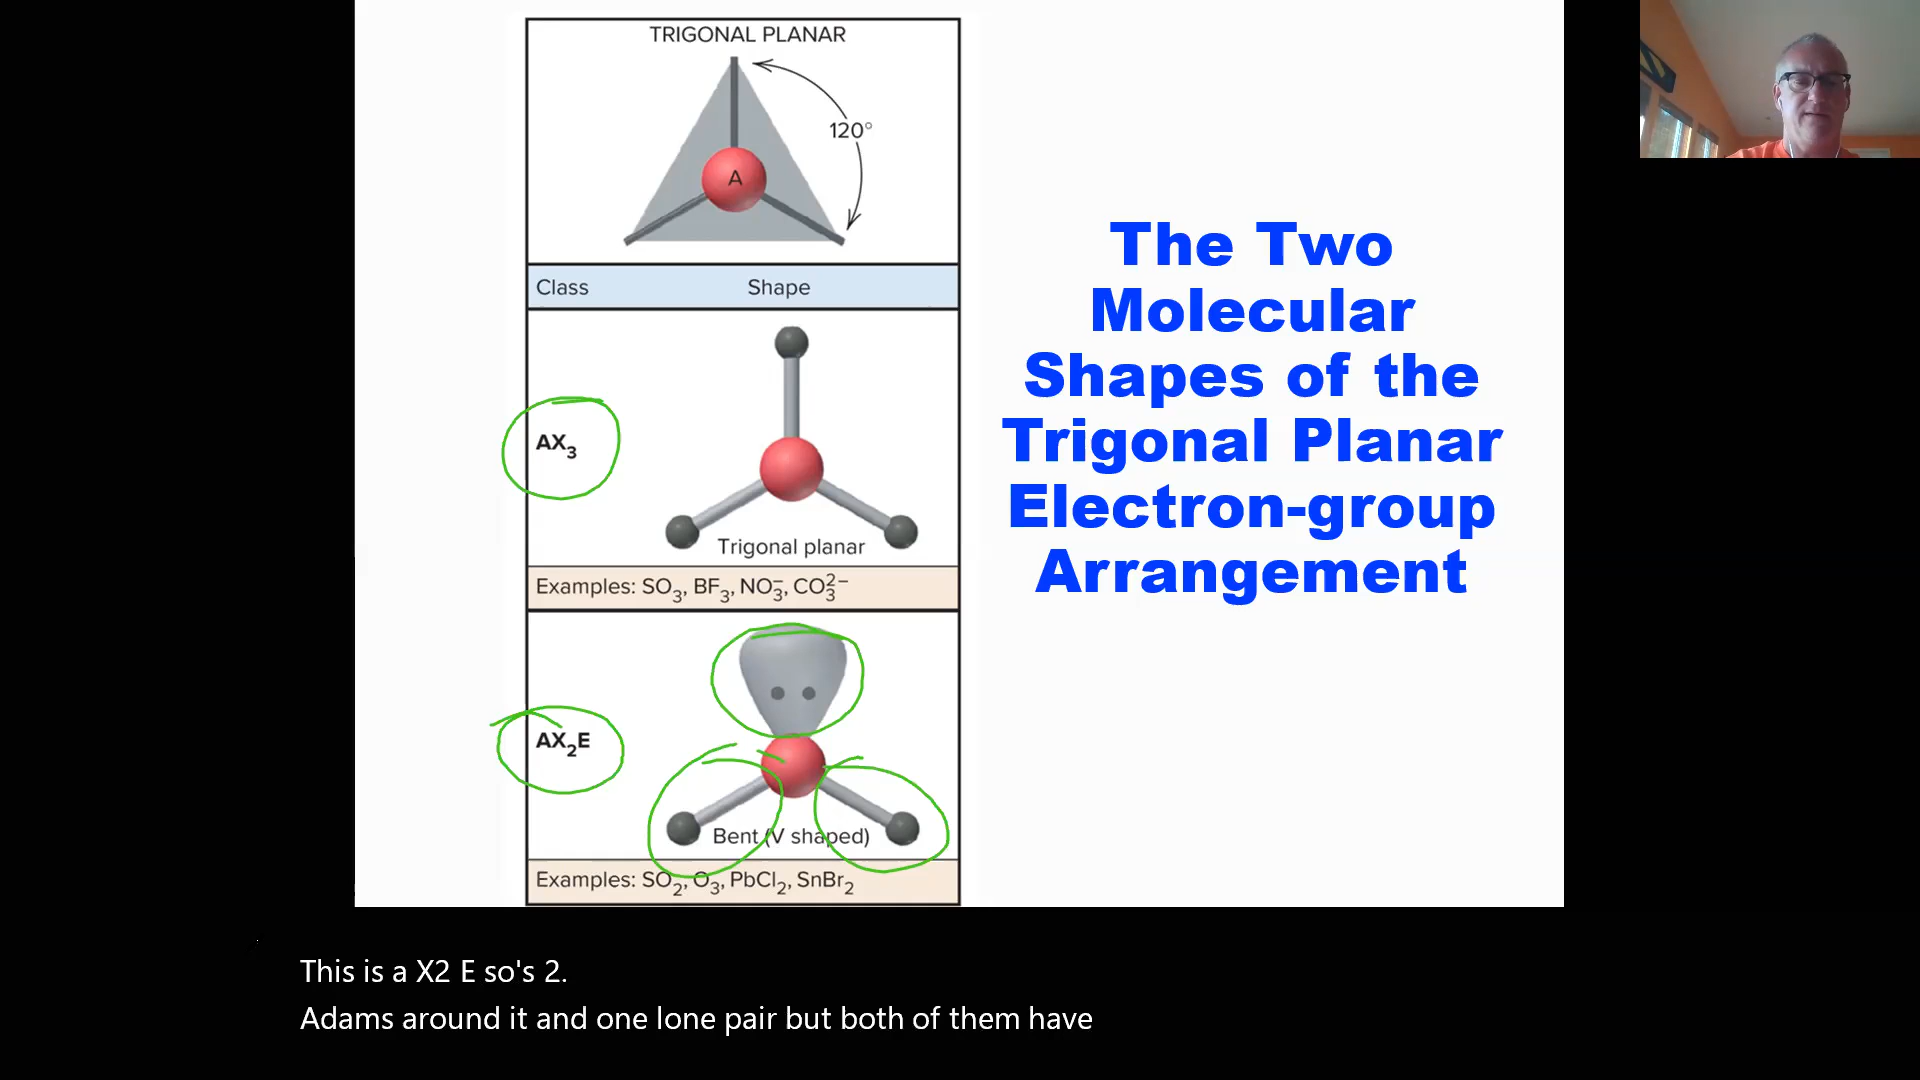 TRIGONAL PLANAR
120°
A
Class Shape
AX₃
Trigonal planar
Examples: SO₃, BF₃, NO₃⁻, CO₃²⁻
AX₂E
Bent (V shaped)
Examples: SO₂, O₃, PbCl₂, SnBr₂
The Two
Molecular
Shapes of the
Trigonal Planar
Electron-group
Arrangement
This is a X2 E so's 2.
Adams around it and one lone pair but both of them have